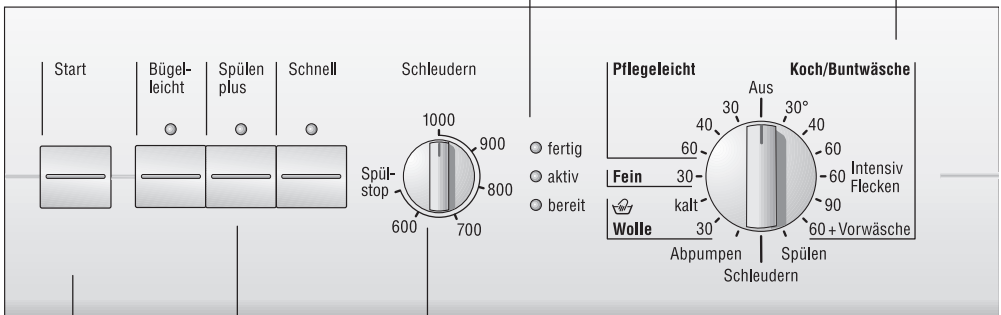 Start
Bügel-
leicht
Spülen
plus
Schnell
Schleudern
1000
900
800
700
600
Spül-
stop
fertig
aktiv
bereit
Pflegeleicht
30
40
60
Fein 30
kalt
Wolle 30
Aus
Koch/Buntwäsche
30°
40
60
60 Intensiv
Flecken
90
60 + Vorwäsche
Spülen
Schleudern
Abpumpen